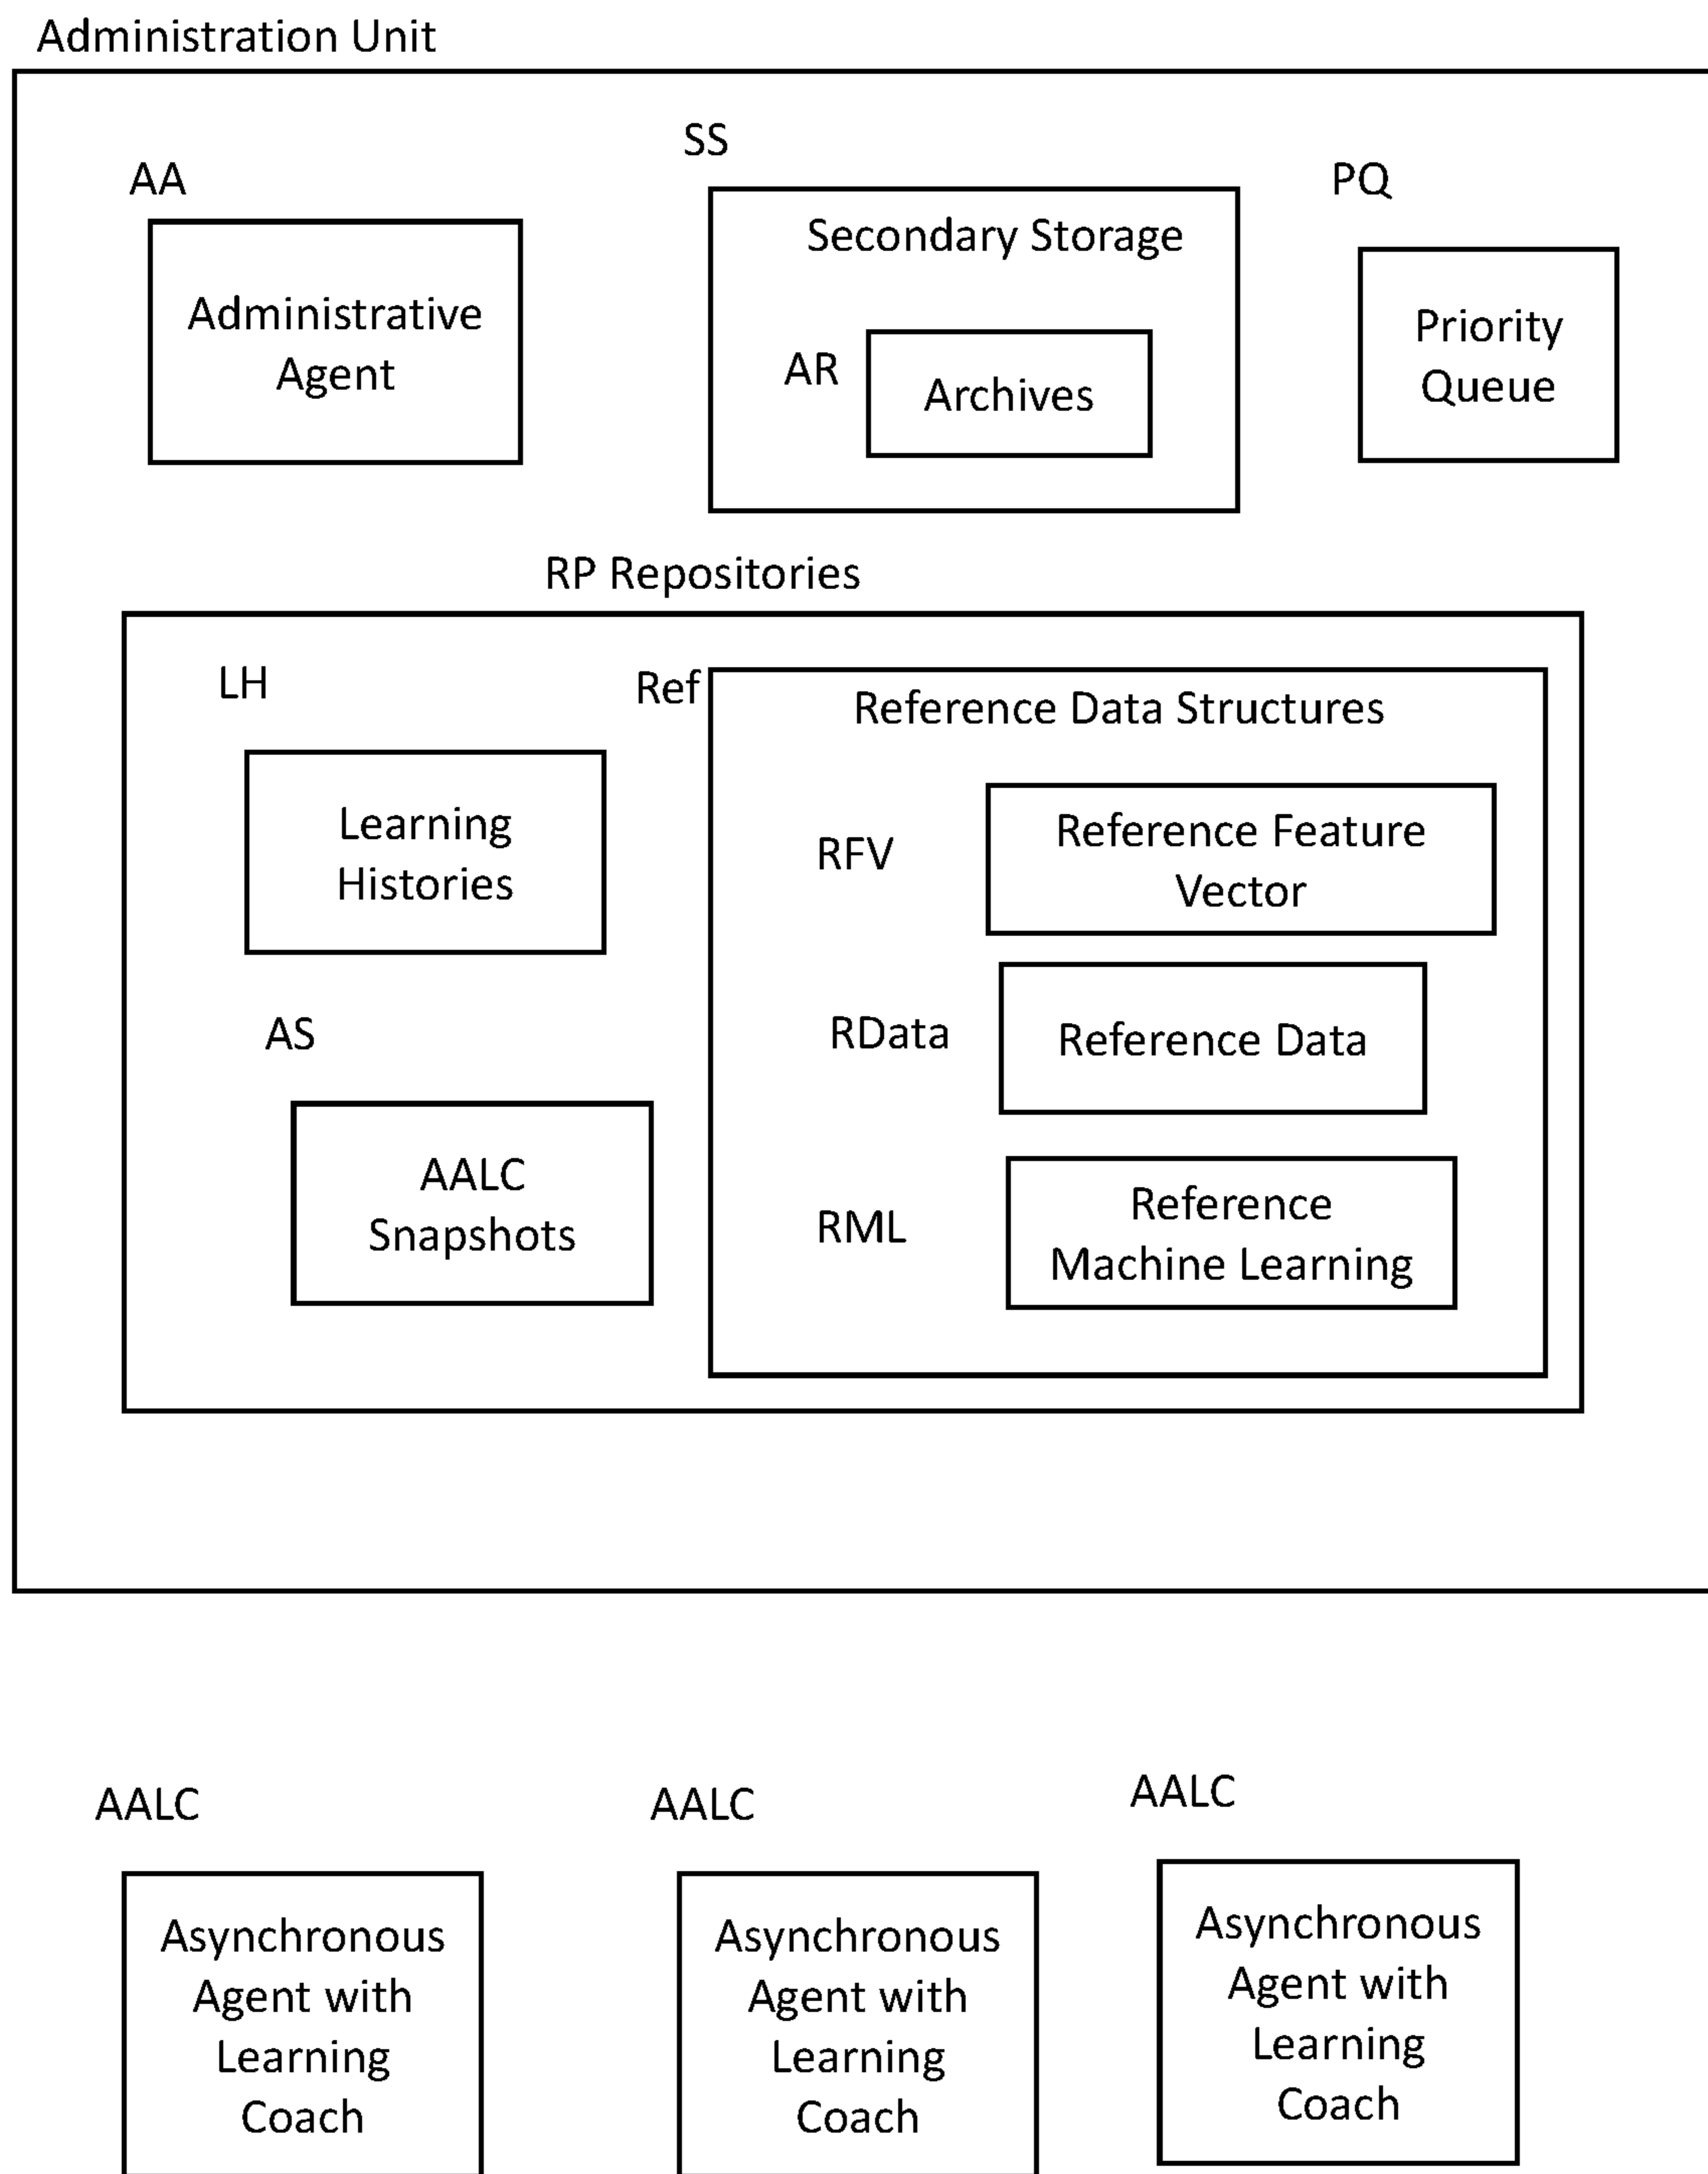 Administration Unit
SS
AA
PQ
Secondary Storage
Administrative
Agent
AR
Archives
Priority
Queue
RP Repositories
LH
Ref
Reference Data Structures
Learning
Histories
RFV
Reference Feature
Vector
AS
RData
Reference Data
AALC
Snapshots
RML
Reference
Machine Learning
AALC
AALC
AALC
Asynchronous
Agent with
Learning
Coach
Asynchronous
Agent with
Learning
Coach
Asynchronous
Agent with
Learning
Coach